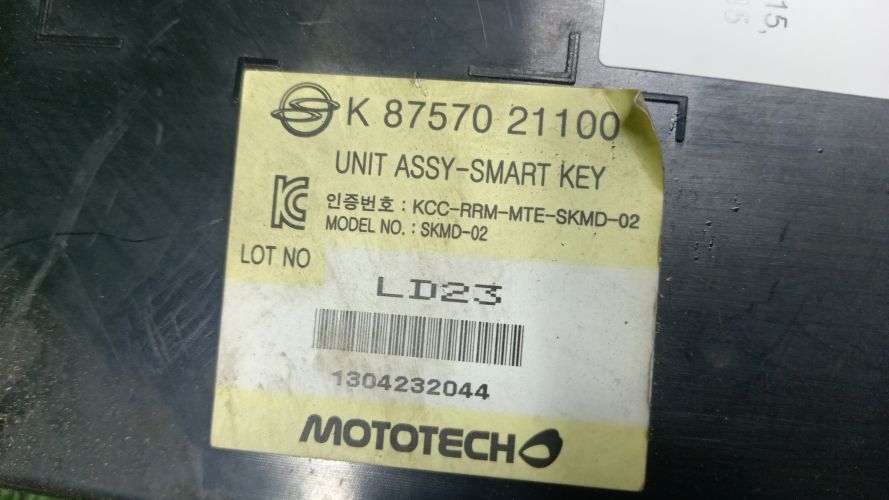 15,
K 87570 21100
UNIT ASSY-SMART KEY
인증번호 : KCC-RRM-MTE-SKMD-02
MODEL NO. : SKMD-02
LOT NO
LD23
1304232044
MOTOTECH